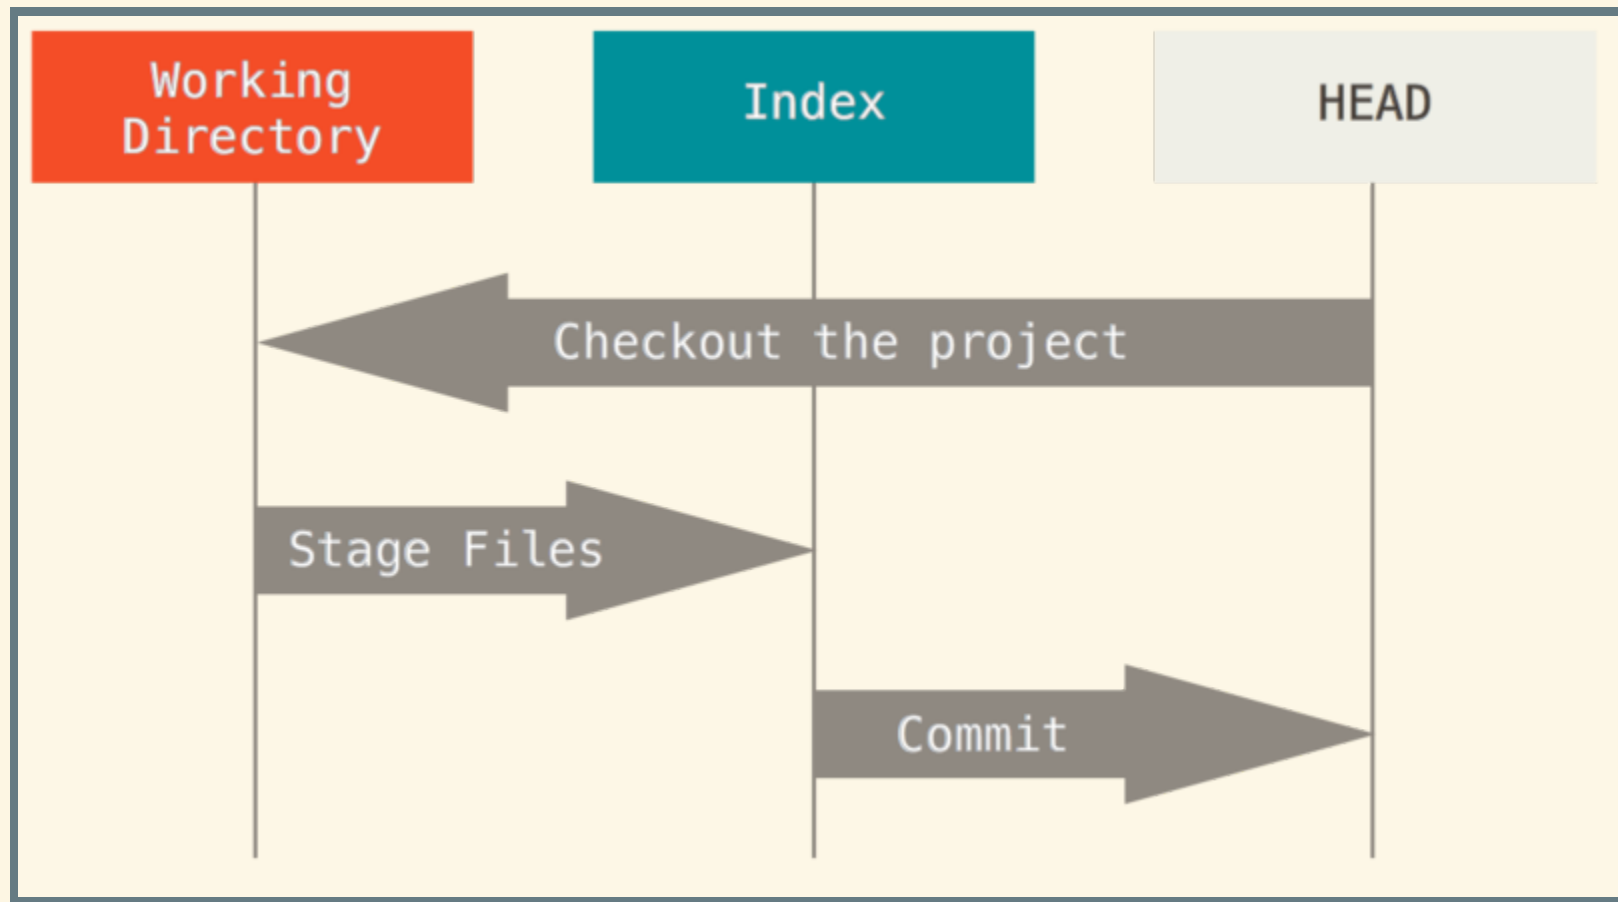 Working
Directory
Index
HEAD
Checkout the project
Stage Files
Commit